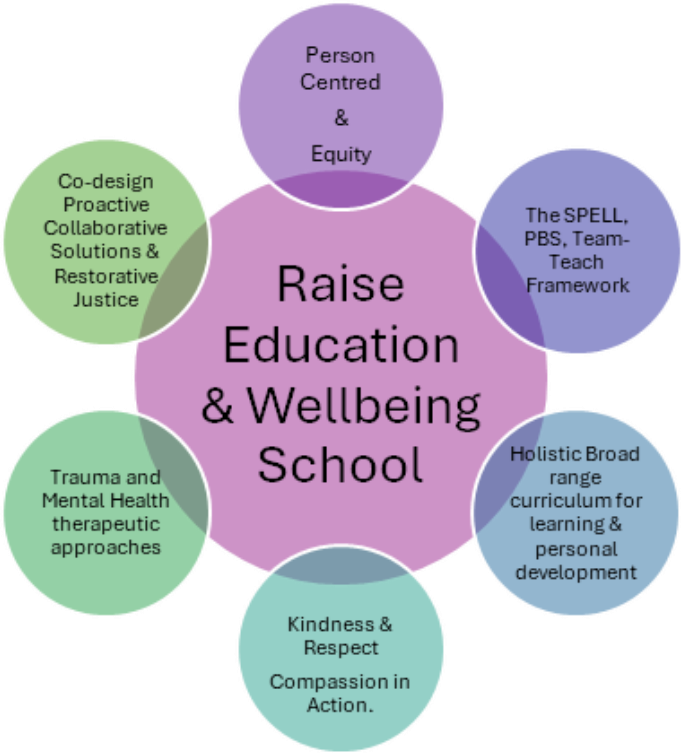 Person
Centred
&
Equity
The SPELL,
PBS, Team-
Teach
Framework
Holistic Broad
range
curriculum for
learning &
personal
development
Kindness &
Respect
Compassion in
Action.
Trauma and
Mental Health
therapeutic
approaches
Co-design
Proactive
Collaborative
Solutions &
Restorative
Justice
Raise
Education
& Wellbeing
School